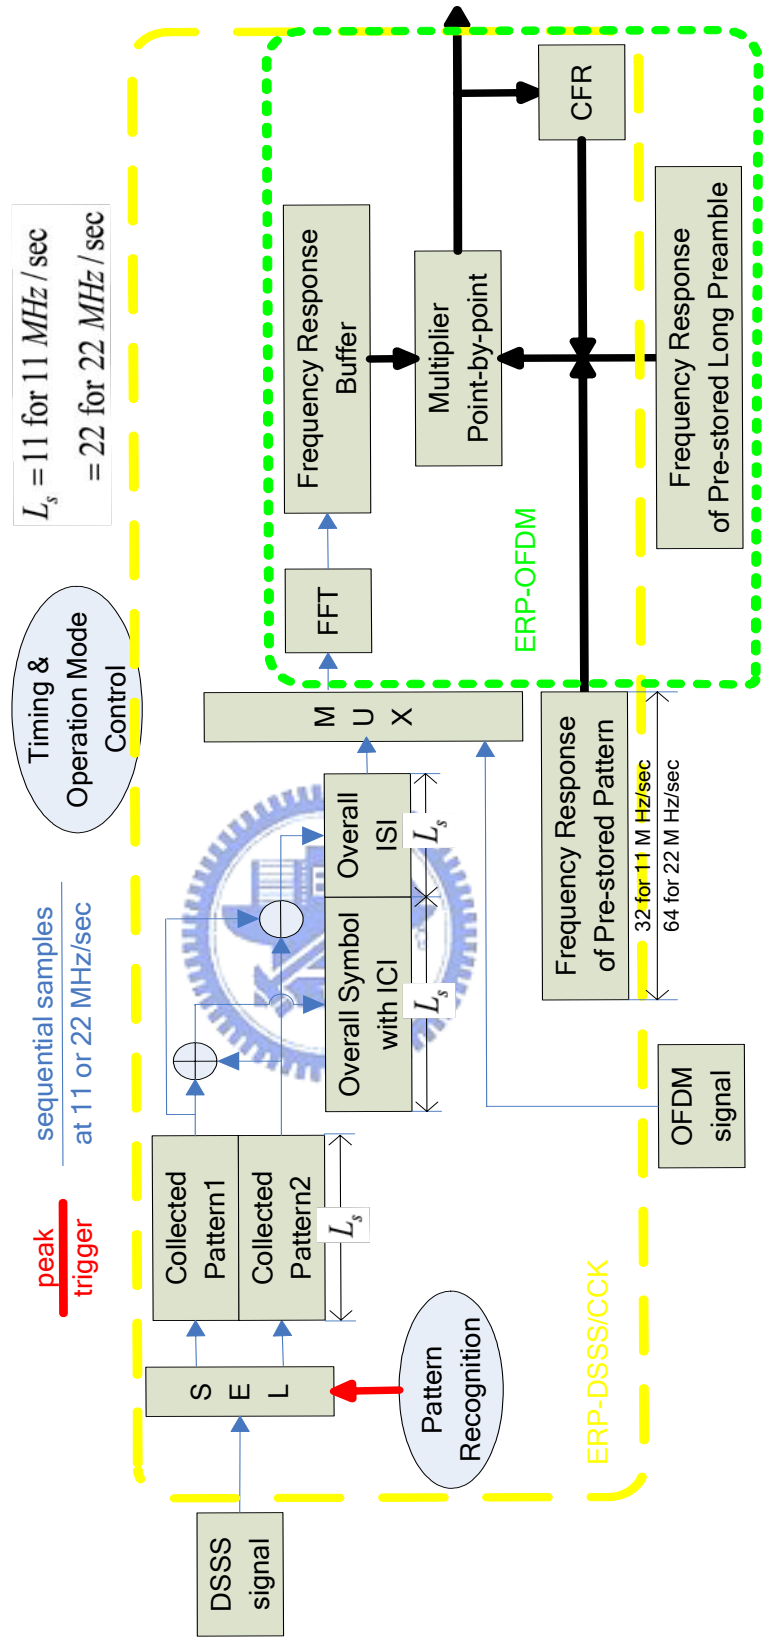 peak
trigger
sequential samples
at 11 or 22 MHz/sec
Timing &
Operation Mode
Control
L_s = 11 for 11 MHz / sec
= 22 for 22 MHz / sec
DSSS
signal
S
E
L
Pattern
Recognition
Collected
Pattern1
Collected
Pattern2
L_s
Overall Symbol
with ICI
Overall
ISI
L_s
L_s
M
U
X
FFT
Frequency Response
Buffer
Multiplier
Point-by-point
CFR
ERP-OFDM
Frequency Response
of Pre-stored Pattern
32 for 11 M Hz/sec
64 for 22 M Hz/sec
Frequency Response
of Pre-stored Long Preamble
OFDM
signal
ERP-DSSS/CCK